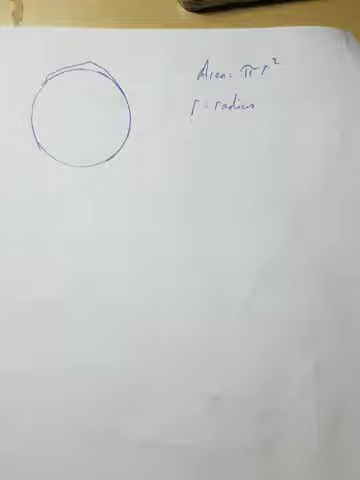 Area = πr²
r = radius